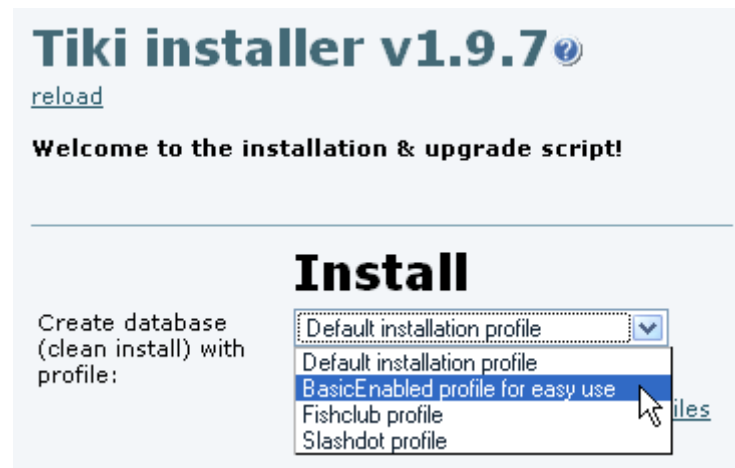 Tiki installer v1.9.7
reload
Welcome to the installation & upgrade script!
Install
Create database
(clean install) with
profile:
Default installation profile
Default installation profile
BasicEnabled profile for easy use
Fishclub profile
Slashdot profile